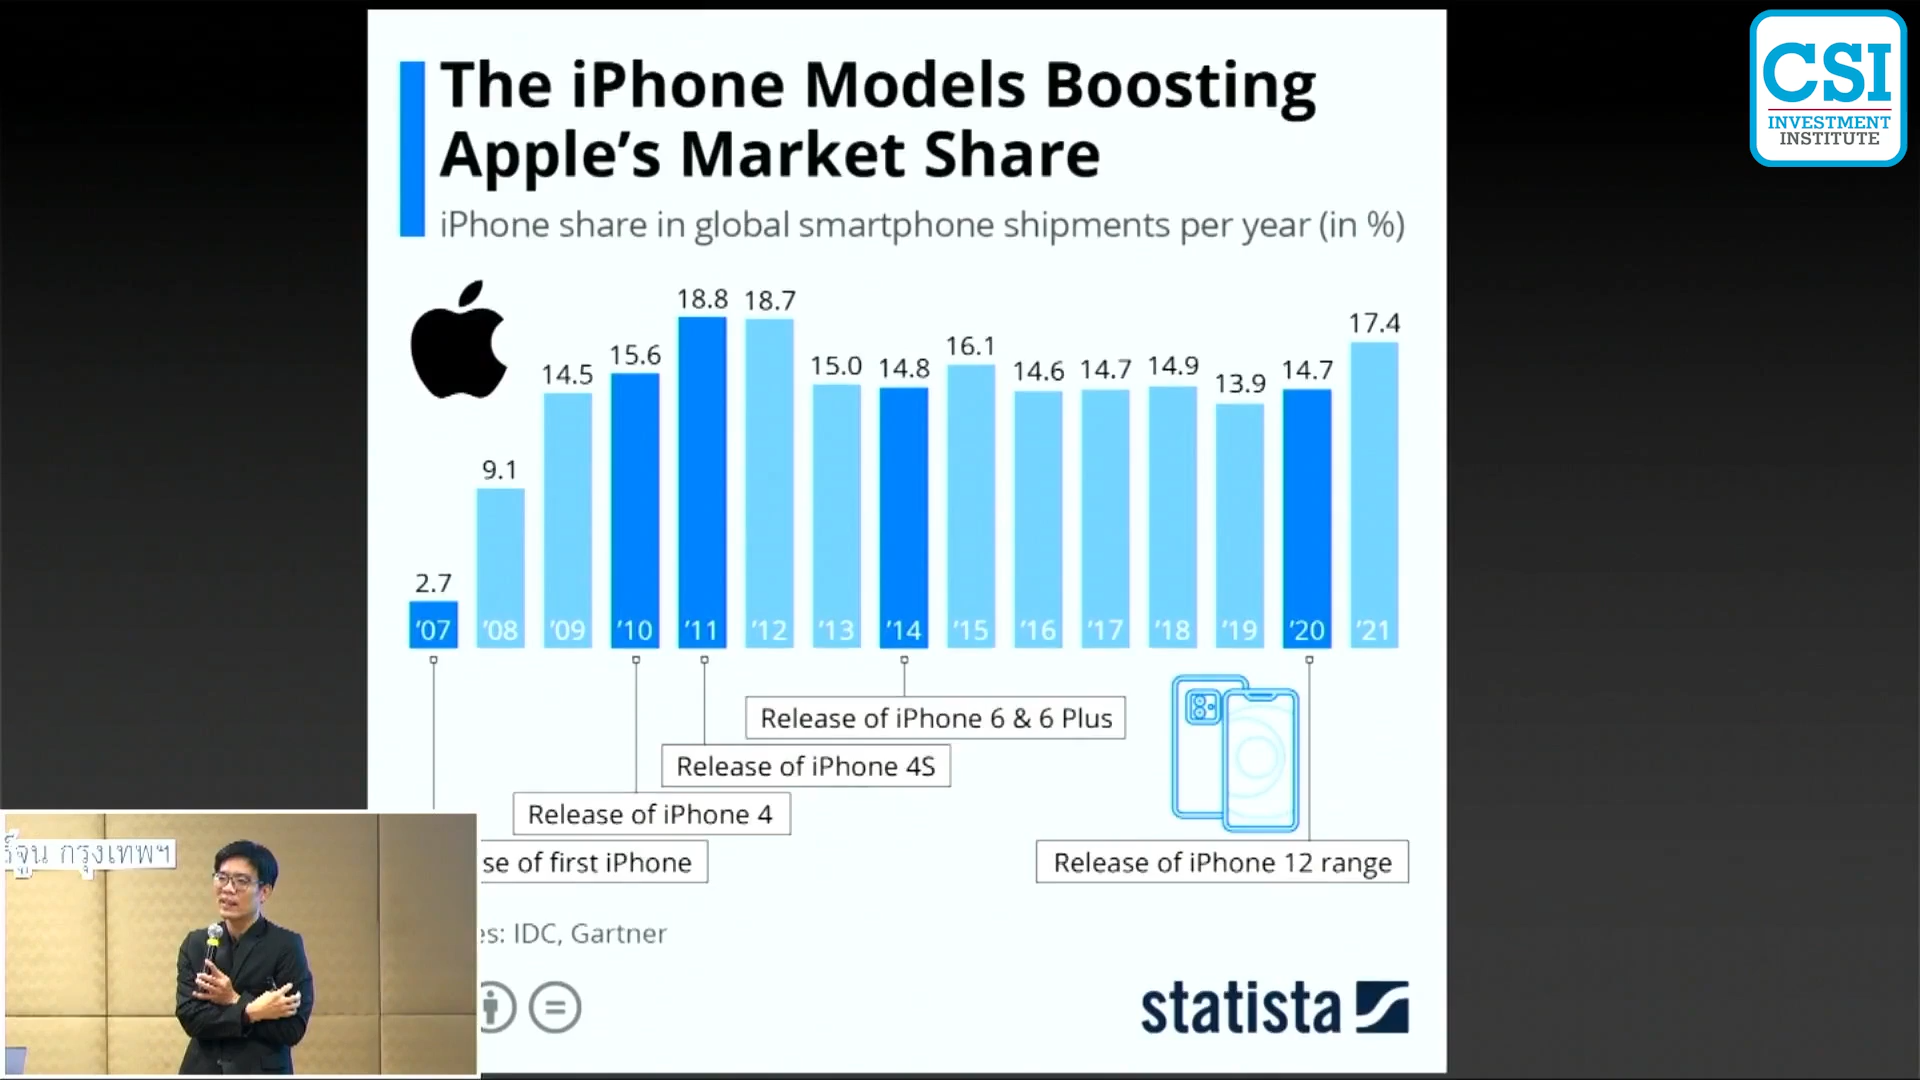 The iPhone Models Boosting
Apple’s Market Share
iPhone share in global smartphone shipments per year (in %)
CSI
INVESTMENT
INSTITUTE
2.7 9.1 14.5 15.6 18.8 18.7 15.0 14.8 16.1 14.6 14.7 14.9 13.9 14.7 17.4
’07 ’08 ’09 ’10 ’11 ’12 ’13 ’14 ’15 ’16 ’17 ’18 ’19 ’20 ’21
Release of iPhone 6 & 6 Plus
Release of iPhone 4S
Release of iPhone 4
se of first iPhone
Release of iPhone 12 range
กรุงเทพฯ
es: IDC, Gartner
statista